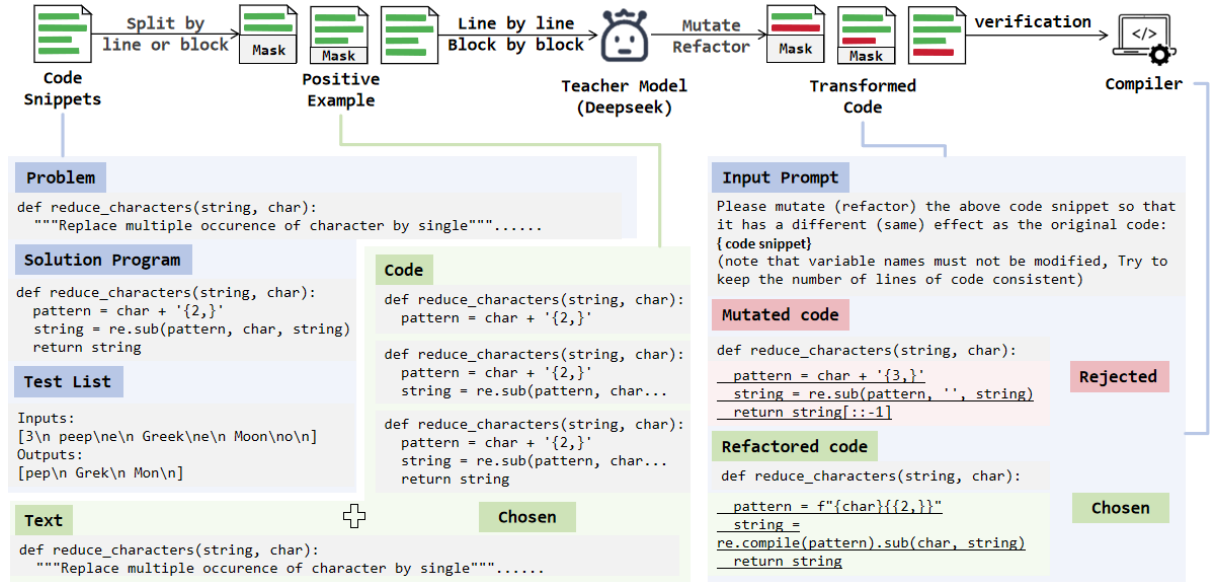 Split by
line or block
Line by line
Block by block
Mutate
Refactor
verification
Mask
Mask
Mask
Mask
</>
Code
Snippets
Positive
Example
Teacher Model
(Deepseek)
Transformed
Code
Compiler
Problem
def reduce_characters(string, char):
"""Replace multiple occurence of character by single"""......
Solution Program
def reduce_characters(string, char):
pattern = char + '{2,}'
string = re.sub(pattern, char, string)
return string
Test List
Inputs:
[3\n peep\ne\n Greek\ne\n Moon\no\n]
Outputs:
[pep\n Grek\n Mon\n]
Code
def reduce_characters(string, char):
pattern = char + '{2,}'
def reduce_characters(string, char):
pattern = char + '{2,}'
string = re.sub(pattern, char...
def reduce_characters(string, char):
pattern = char + '{2,}'
string = re.sub(pattern, char...
return string
Text
Chosen
def reduce_characters(string, char):
"""Replace multiple occurence of character by single"""......
Input Prompt
Please mutate (refactor) the above code snippet so that
it has a different (same) effect as the original code:
{ code snippet}
(note that variable names must not be modified, Try to
keep the number of lines of code consistent)
Mutated code
def reduce_characters(string, char):
pattern = char + '{3,}'
string = re.sub(pattern, '', string)
return string[::-1]
Rejected
Refactored code
def reduce_characters(string, char):
pattern = f"{char}{{2,}}"
string =
re.compile(pattern).sub(char, string)
return string
Chosen